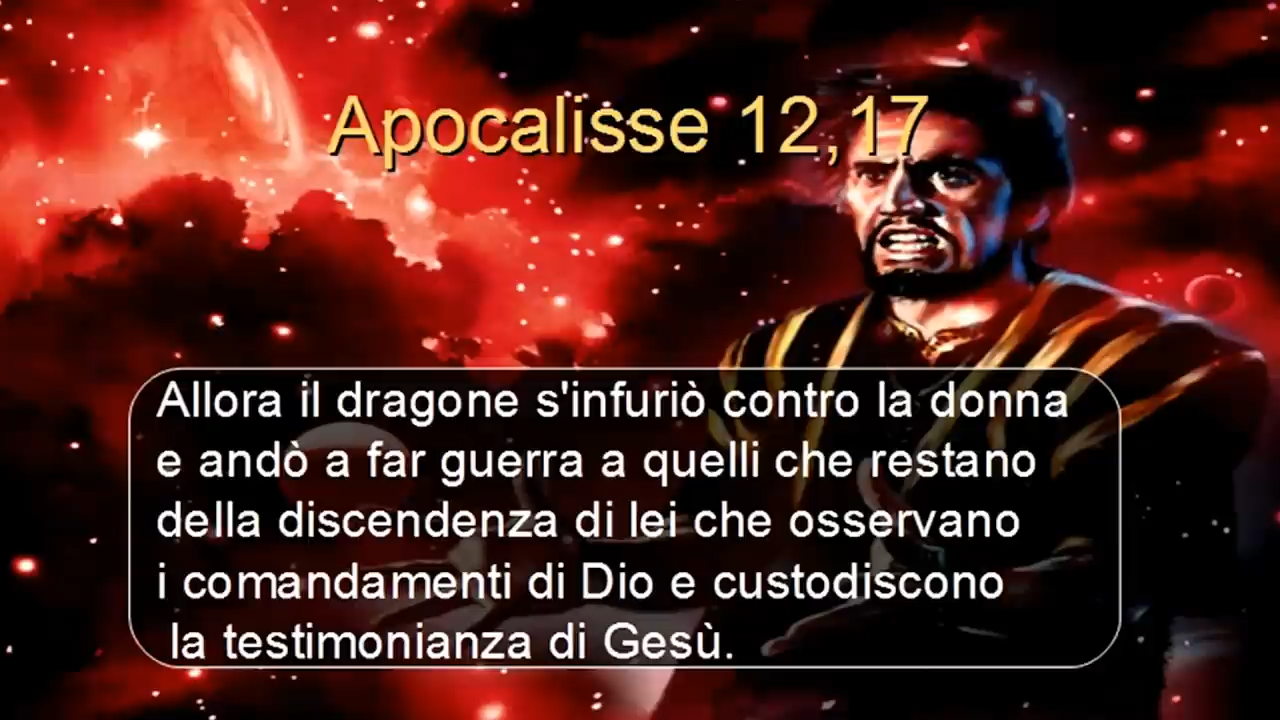 Apocalisse 12,17
Allora il dragone s'infuriò contro la donna
e andò a far guerra a quelli che restano
della discendenza di lei che osservano
i comandamenti di Dio e custodiscono
la testimonianza di Gesù.